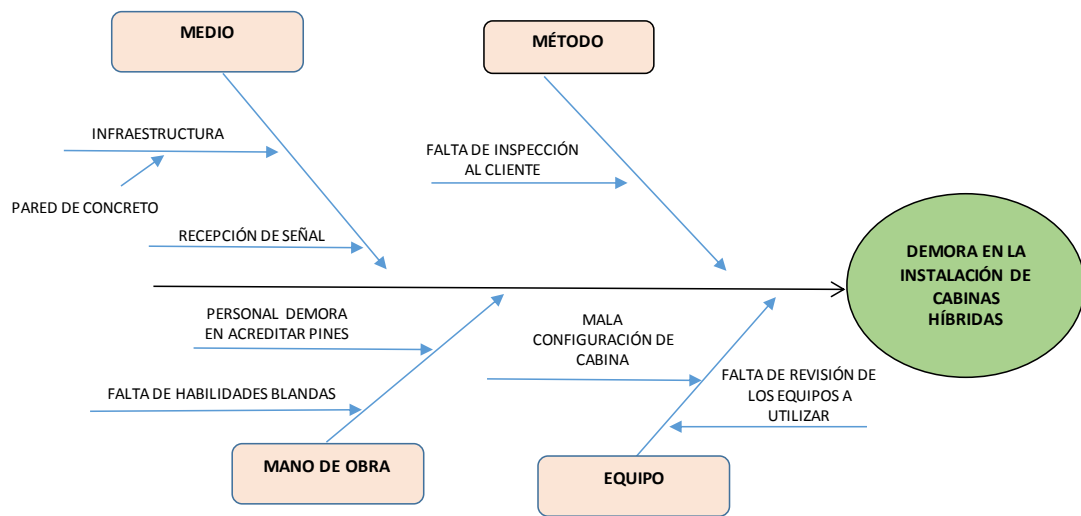 MEDIO
MÉTODO
INFRAESTRUCTURA
PARED DE CONCRETO
RECEPCIÓN DE SEÑAL
FALTA DE INSPECCIÓN
AL CLIENTE
DEMORA EN LA
INSTALACIÓN DE
CABINAS
HÍBRIDAS
PERSONAL DEMORA
EN ACREDITAR PINES
FALTA DE HABILIDADES BLANDAS
MALA
CONFIGURACIÓN DE
CABINA
FALTA DE REVISIÓN DE
LOS EQUIPOS A
UTILIZAR
MANO DE OBRA
EQUIPO